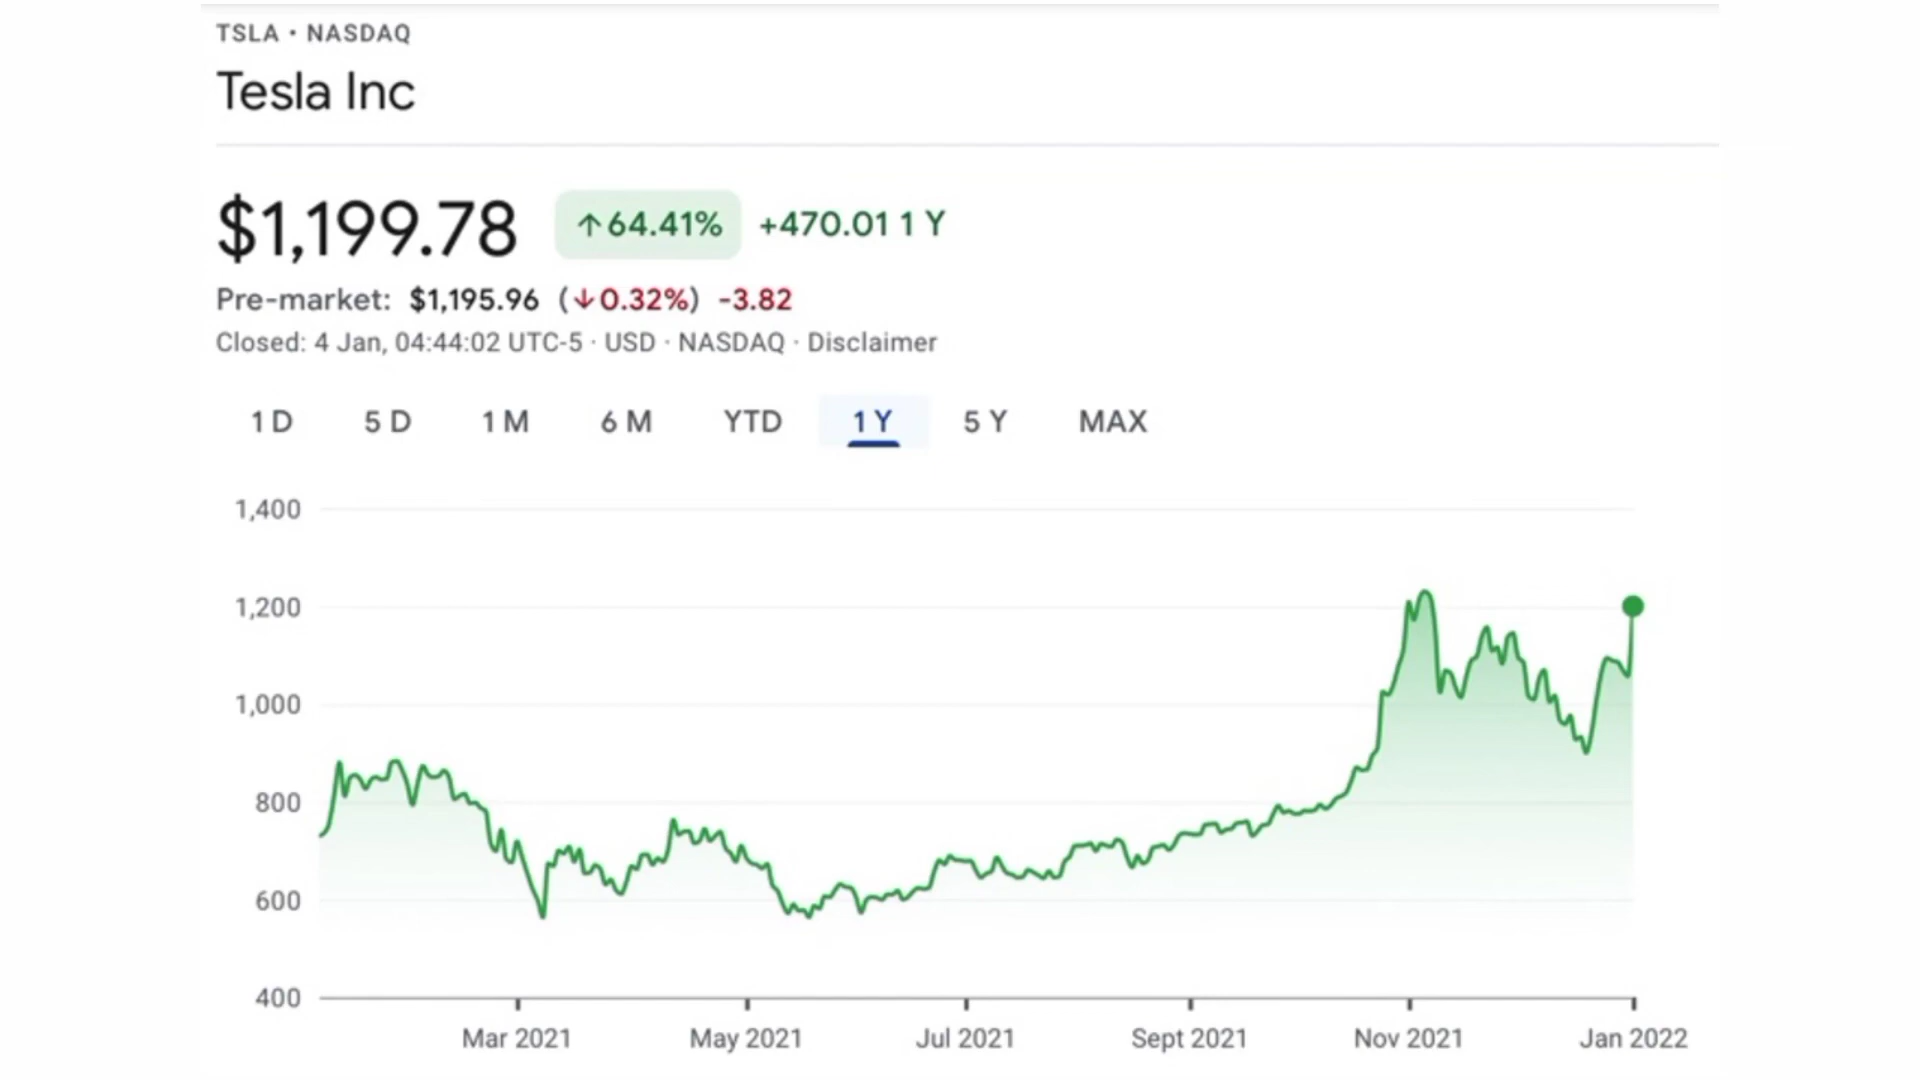 TSLA • NASDAQ
Tesla Inc
$1,199.78 ↑64.41% +470.01 1 Y
Pre-market: $1,195.96 (↓0.32%) -3.82
Closed: 4 Jan, 04:44:02 UTC-5 · USD · NASDAQ · Disclaimer
1 D 5 D 1 M 6 M YTD 1 Y 5 Y MAX
1,400
1,200
1,000
800
600
400
Mar 2021 May 2021 Jul 2021 Sept 2021 Nov 2021 Jan 2022